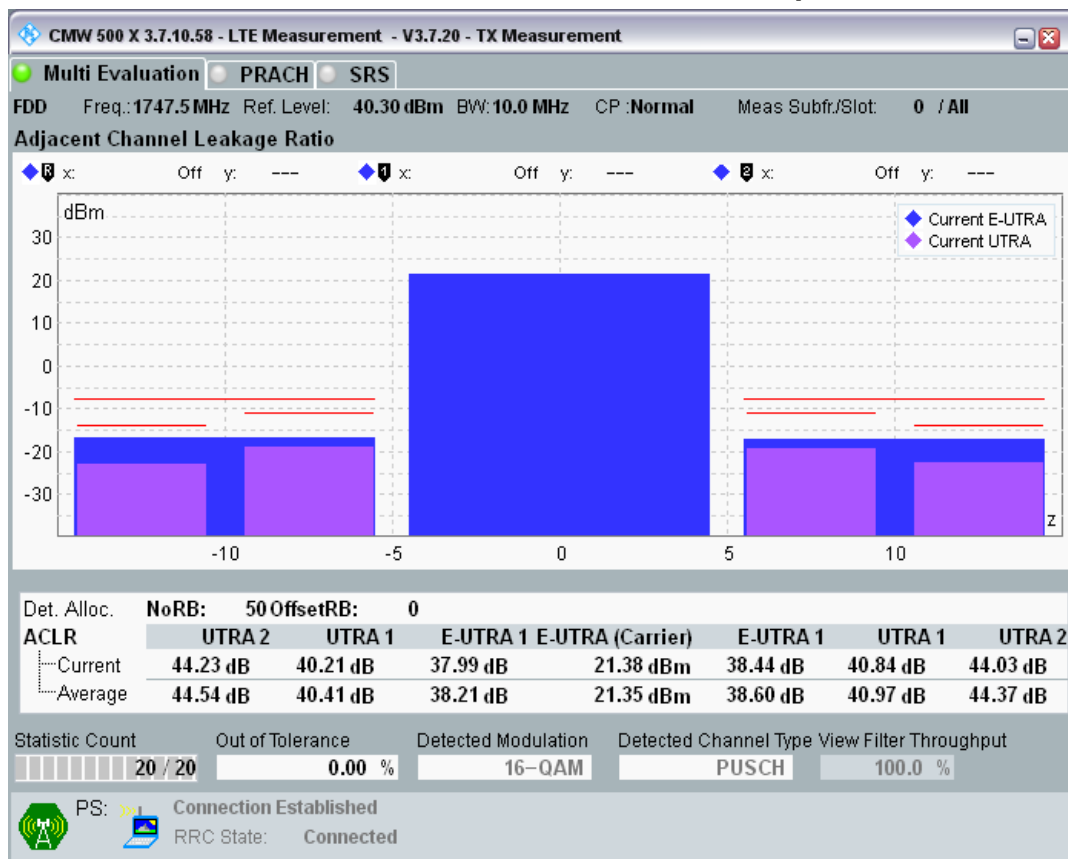 CMW 500 X 3.7.10.58 - LTE Measurement - V3.7.20 - TX Measurement
Multi Evaluation PRACH SRS
FDD Freq.:1747.5 MHz Ref. Level: 40.30 dBm BW:10.0 MHz CP :Normal Meas Subfr./Slot: 0 / All
Adjacent Channel Leakage Ratio
R x: Off y: --- 1 x: Off y: --- 2 x: Off y: ---
dBm
Current E-UTRA
Current UTRA
30
20
10
0
-10
-20
-30
z
-10 -5 0 5 10
Det. Alloc. NoRB: 50 OffsetRB: 0
ACLR UTRA 2 UTRA 1 E-UTRA 1 E-UTRA (Carrier) E-UTRA 1 UTRA 1 UTRA 2
Current 44.23 dB 40.21 dB 37.99 dB 21.38 dBm 38.44 dB 40.84 dB 44.03 dB
Average 44.54 dB 40.41 dB 38.21 dB 21.35 dBm 38.60 dB 40.97 dB 44.37 dB
Statistic Count Out of Tolerance Detected Modulation Detected Channel Type View Filter Throughput
20 / 20 0.00 % 16-QAM PUSCH 100.0 %
PS: Connection Established
RRC State: Connected